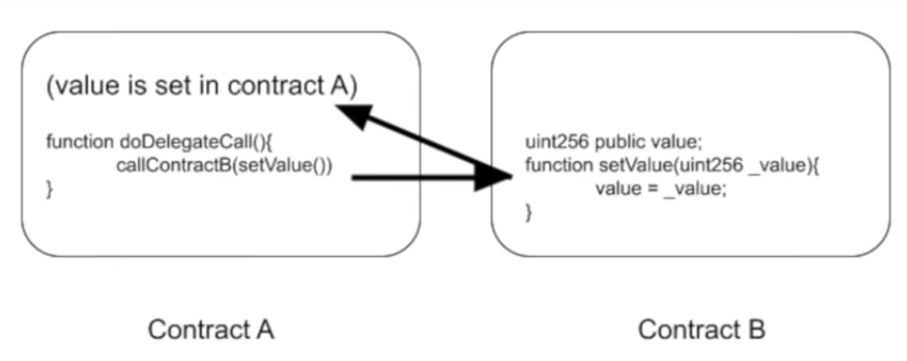 (value is set in contract A)
function doDelegateCall(){
callContractB(setValue())
}
uint256 public value;
function setValue(uint256 _value){
value = _value;
}
Contract A
Contract B